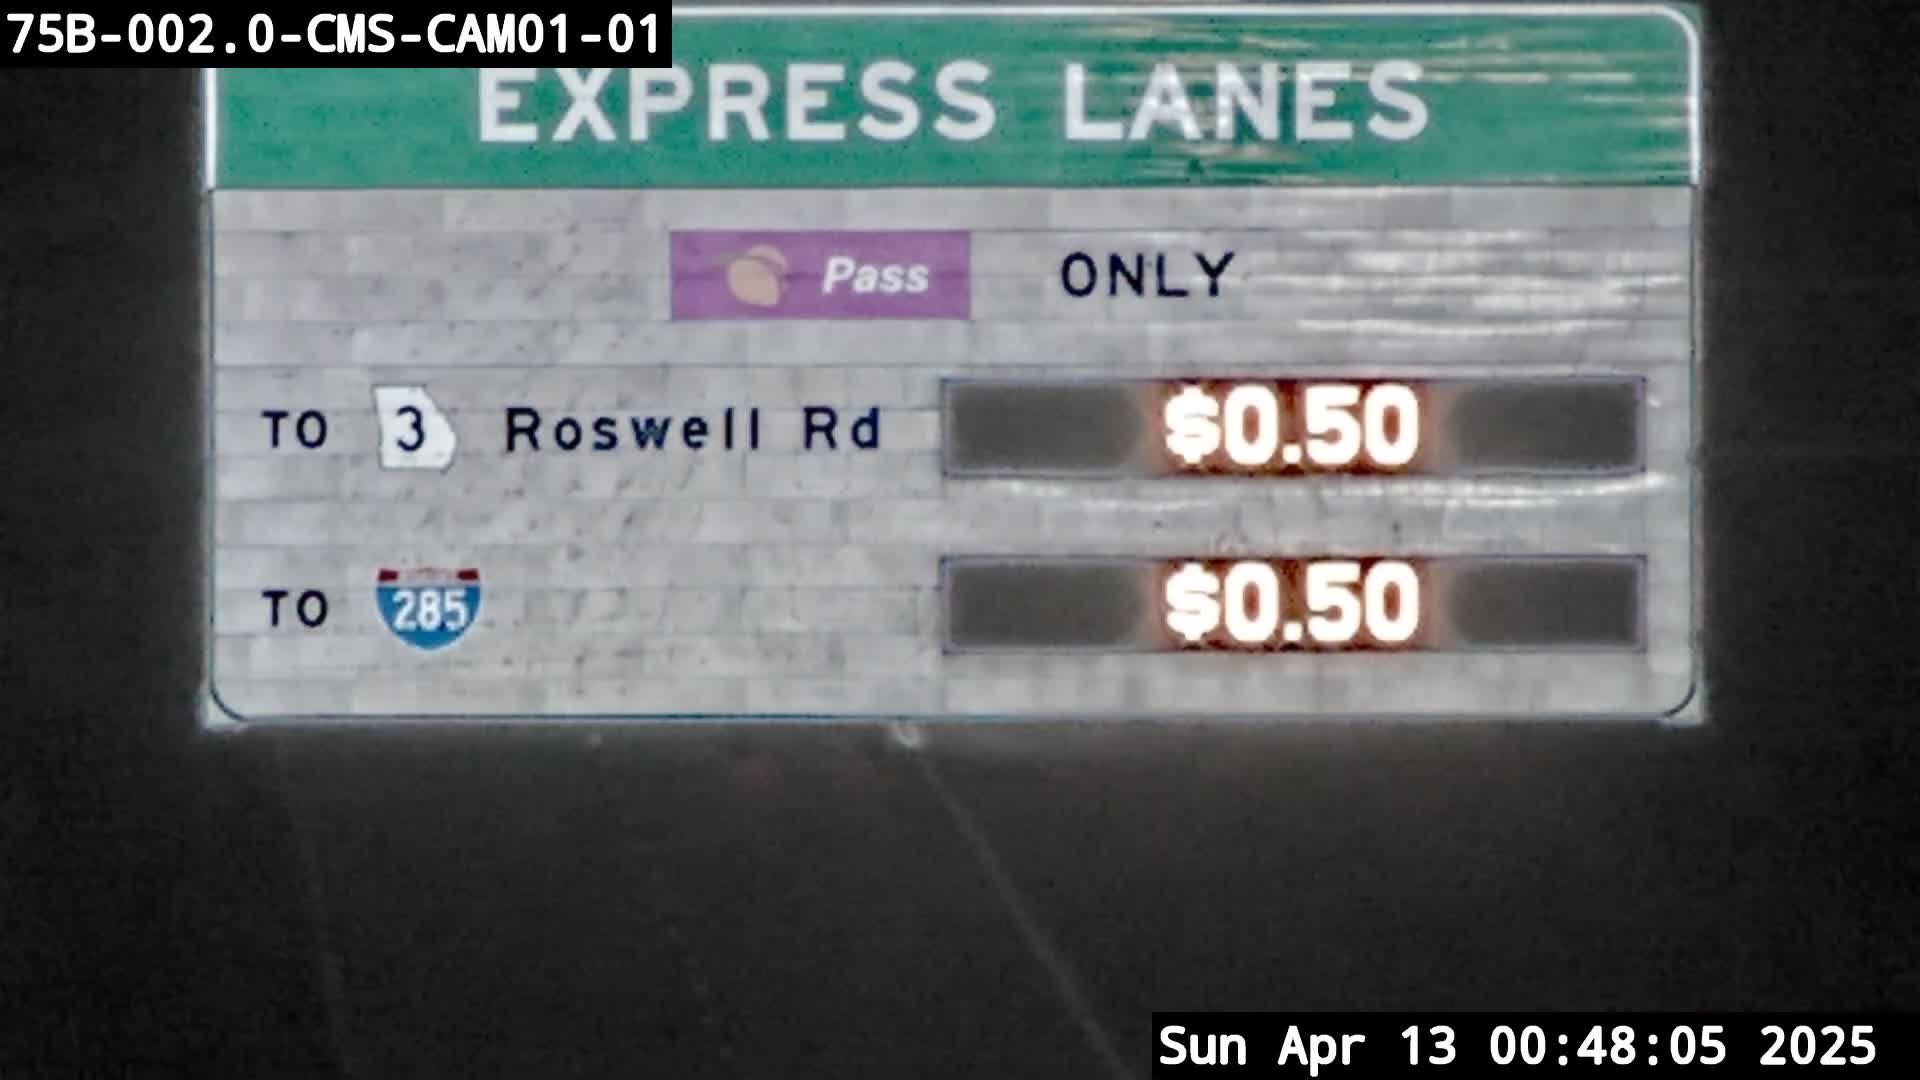 75B-002.0-CMS-CAM01-01
EXPRESS LANES
Pass ONLY
TO 3 Roswell Rd $0.50
TO 285 $0.50
Sun Apr 13 00:48:05 2025